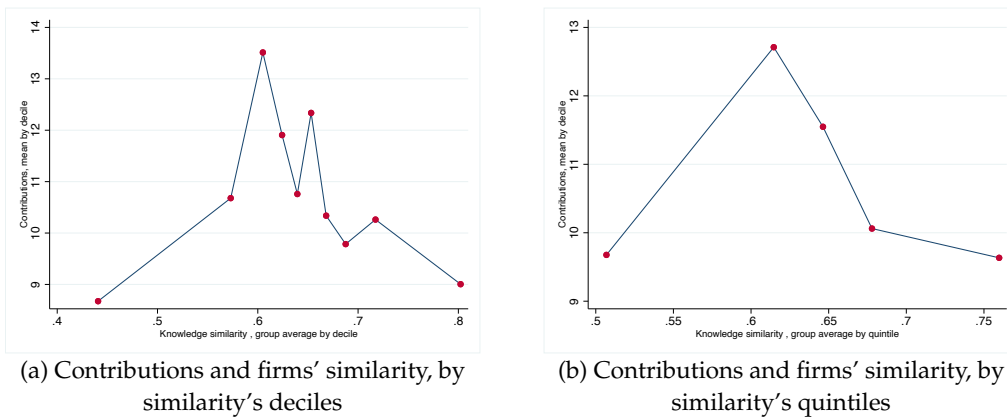 14
13
12
11
10
9
Contributions, mean by decile
.4 .5 .6 .7 .8
Knowledge similarity , group average by decile
(a) Contributions and firms’ similarity, by
similarity’s deciles
13
12
11
10
9
Contributions, mean by decile
.5 .55 .6 .65 .7 .75
Knowledge similarity , group average by quintile
(b) Contributions and firms’ similarity, by
similarity’s quintiles